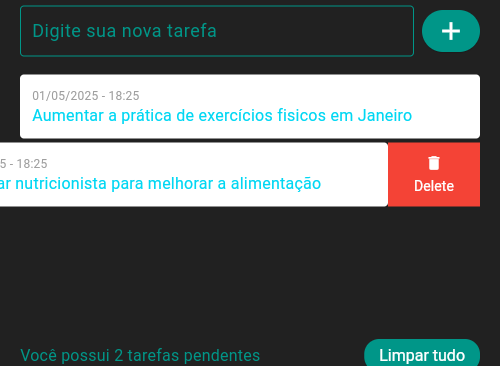 Digite sua nova tarefa
01/05/2025 - 18:25
Aumentar a prática de exercícios fisicos em Janeiro
5 - 18:25
ar nutricionista para melhorar a alimentação
Delete
Você possui 2 tarefas pendentes
Limpar tudo